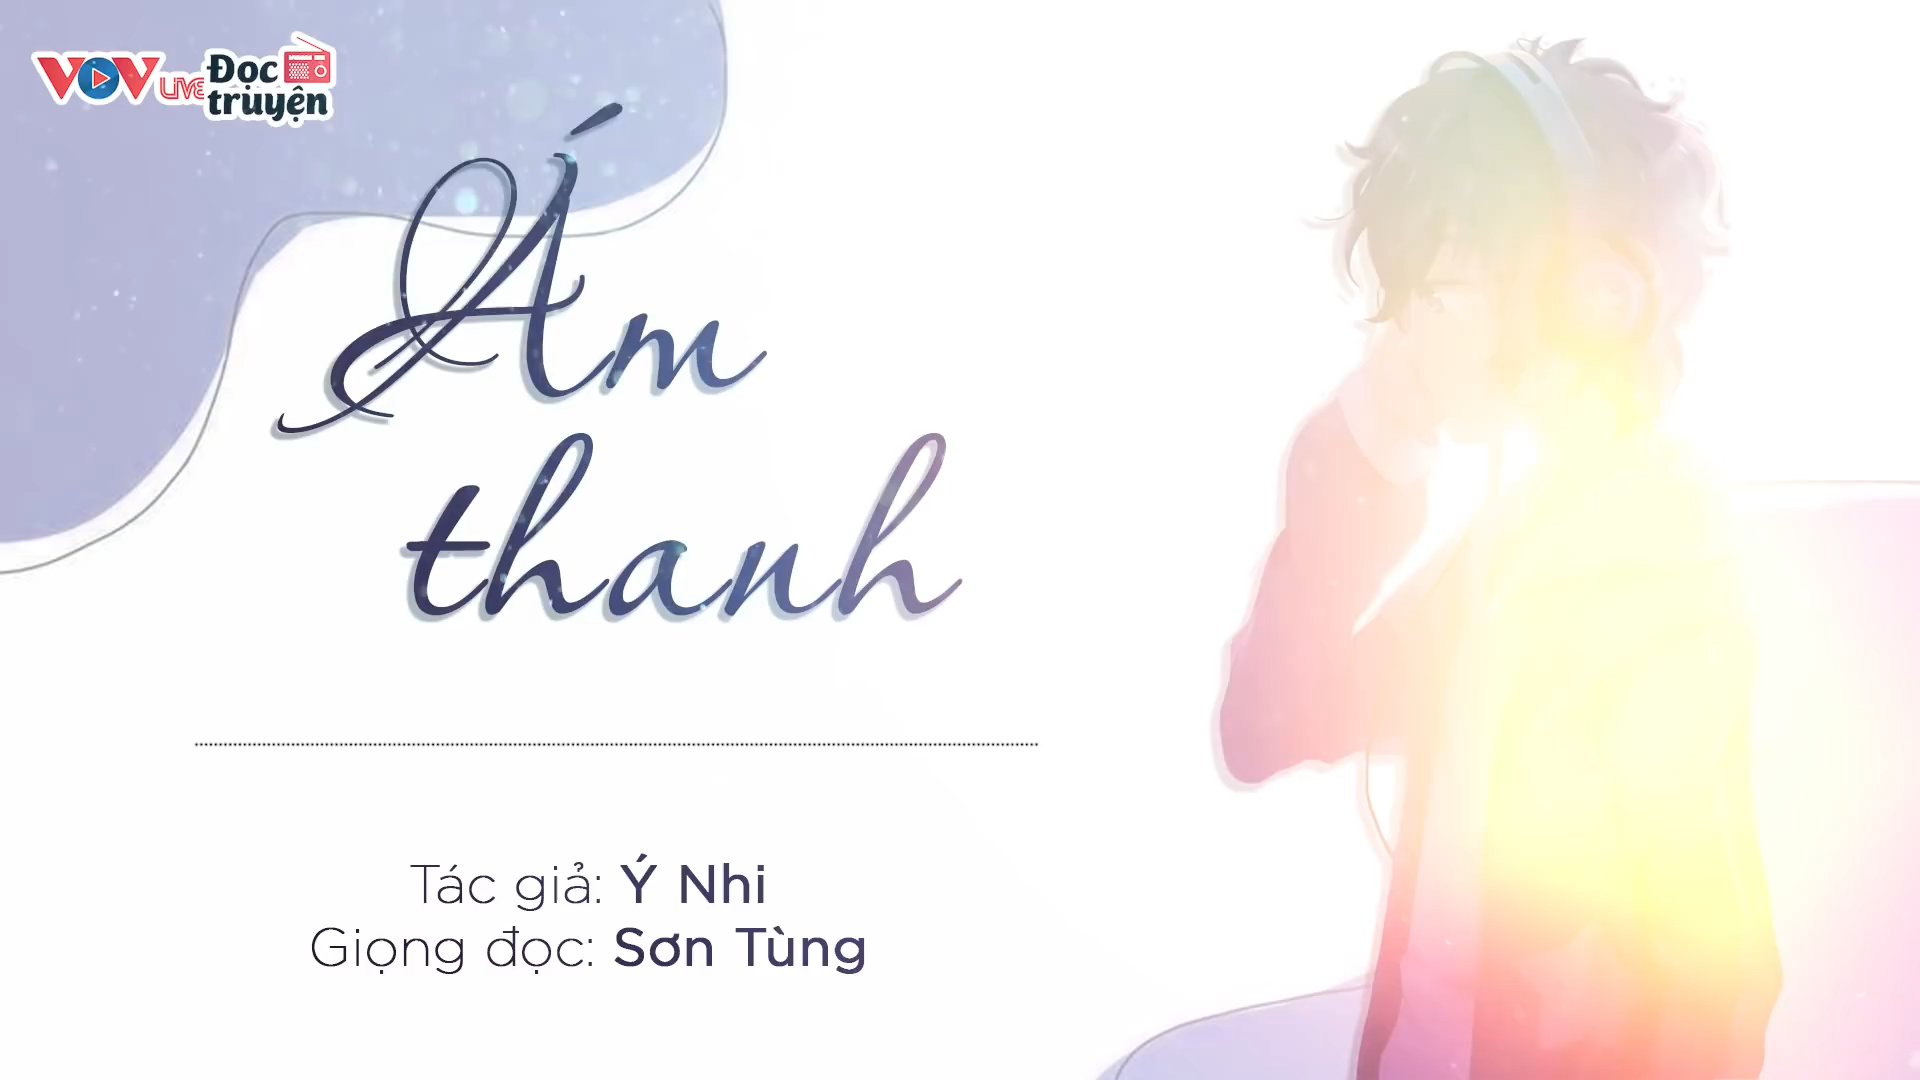 VOV LIVE
Đọc truyện
Ám
thanh
Tác giả: Ý Nhi
Giọng đọc: Sơn Tùng